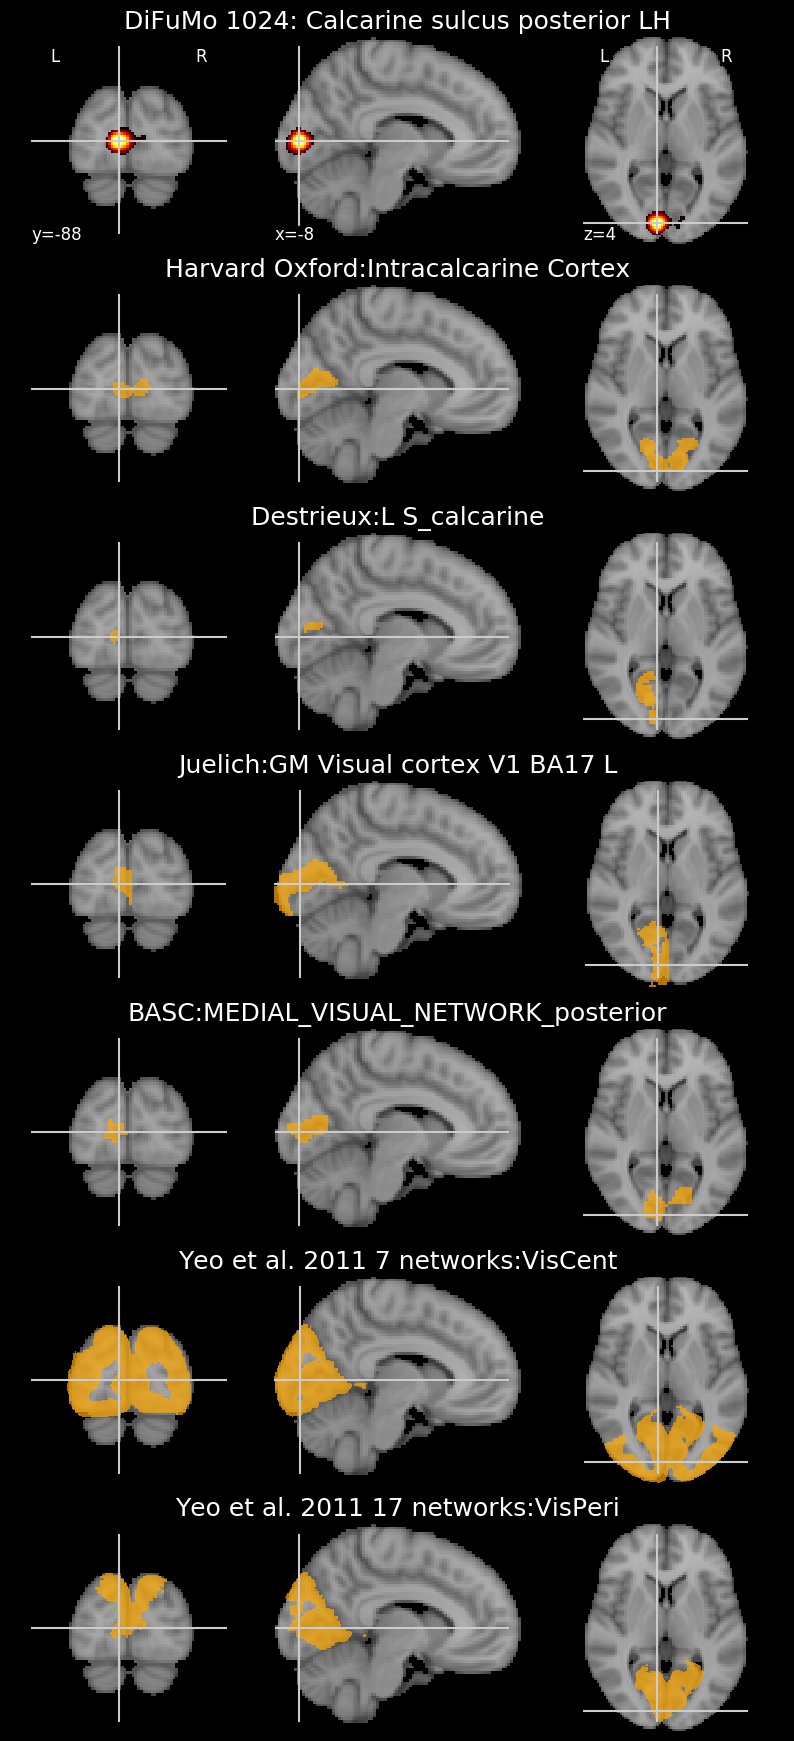 DiFuMo 1024: Calcarine sulcus posterior LH
L R L R
y=-88 x=-8 z=4
Harvard Oxford:Intracalcarine Cortex
Destrieux:L S_calcarine
Juelich:GM Visual cortex V1 BA17 L
BASC:MEDIAL_VISUAL_NETWORK_posterior
Yeo et al. 2011 7 networks:VisCent
Yeo et al. 2011 17 networks:VisPeri